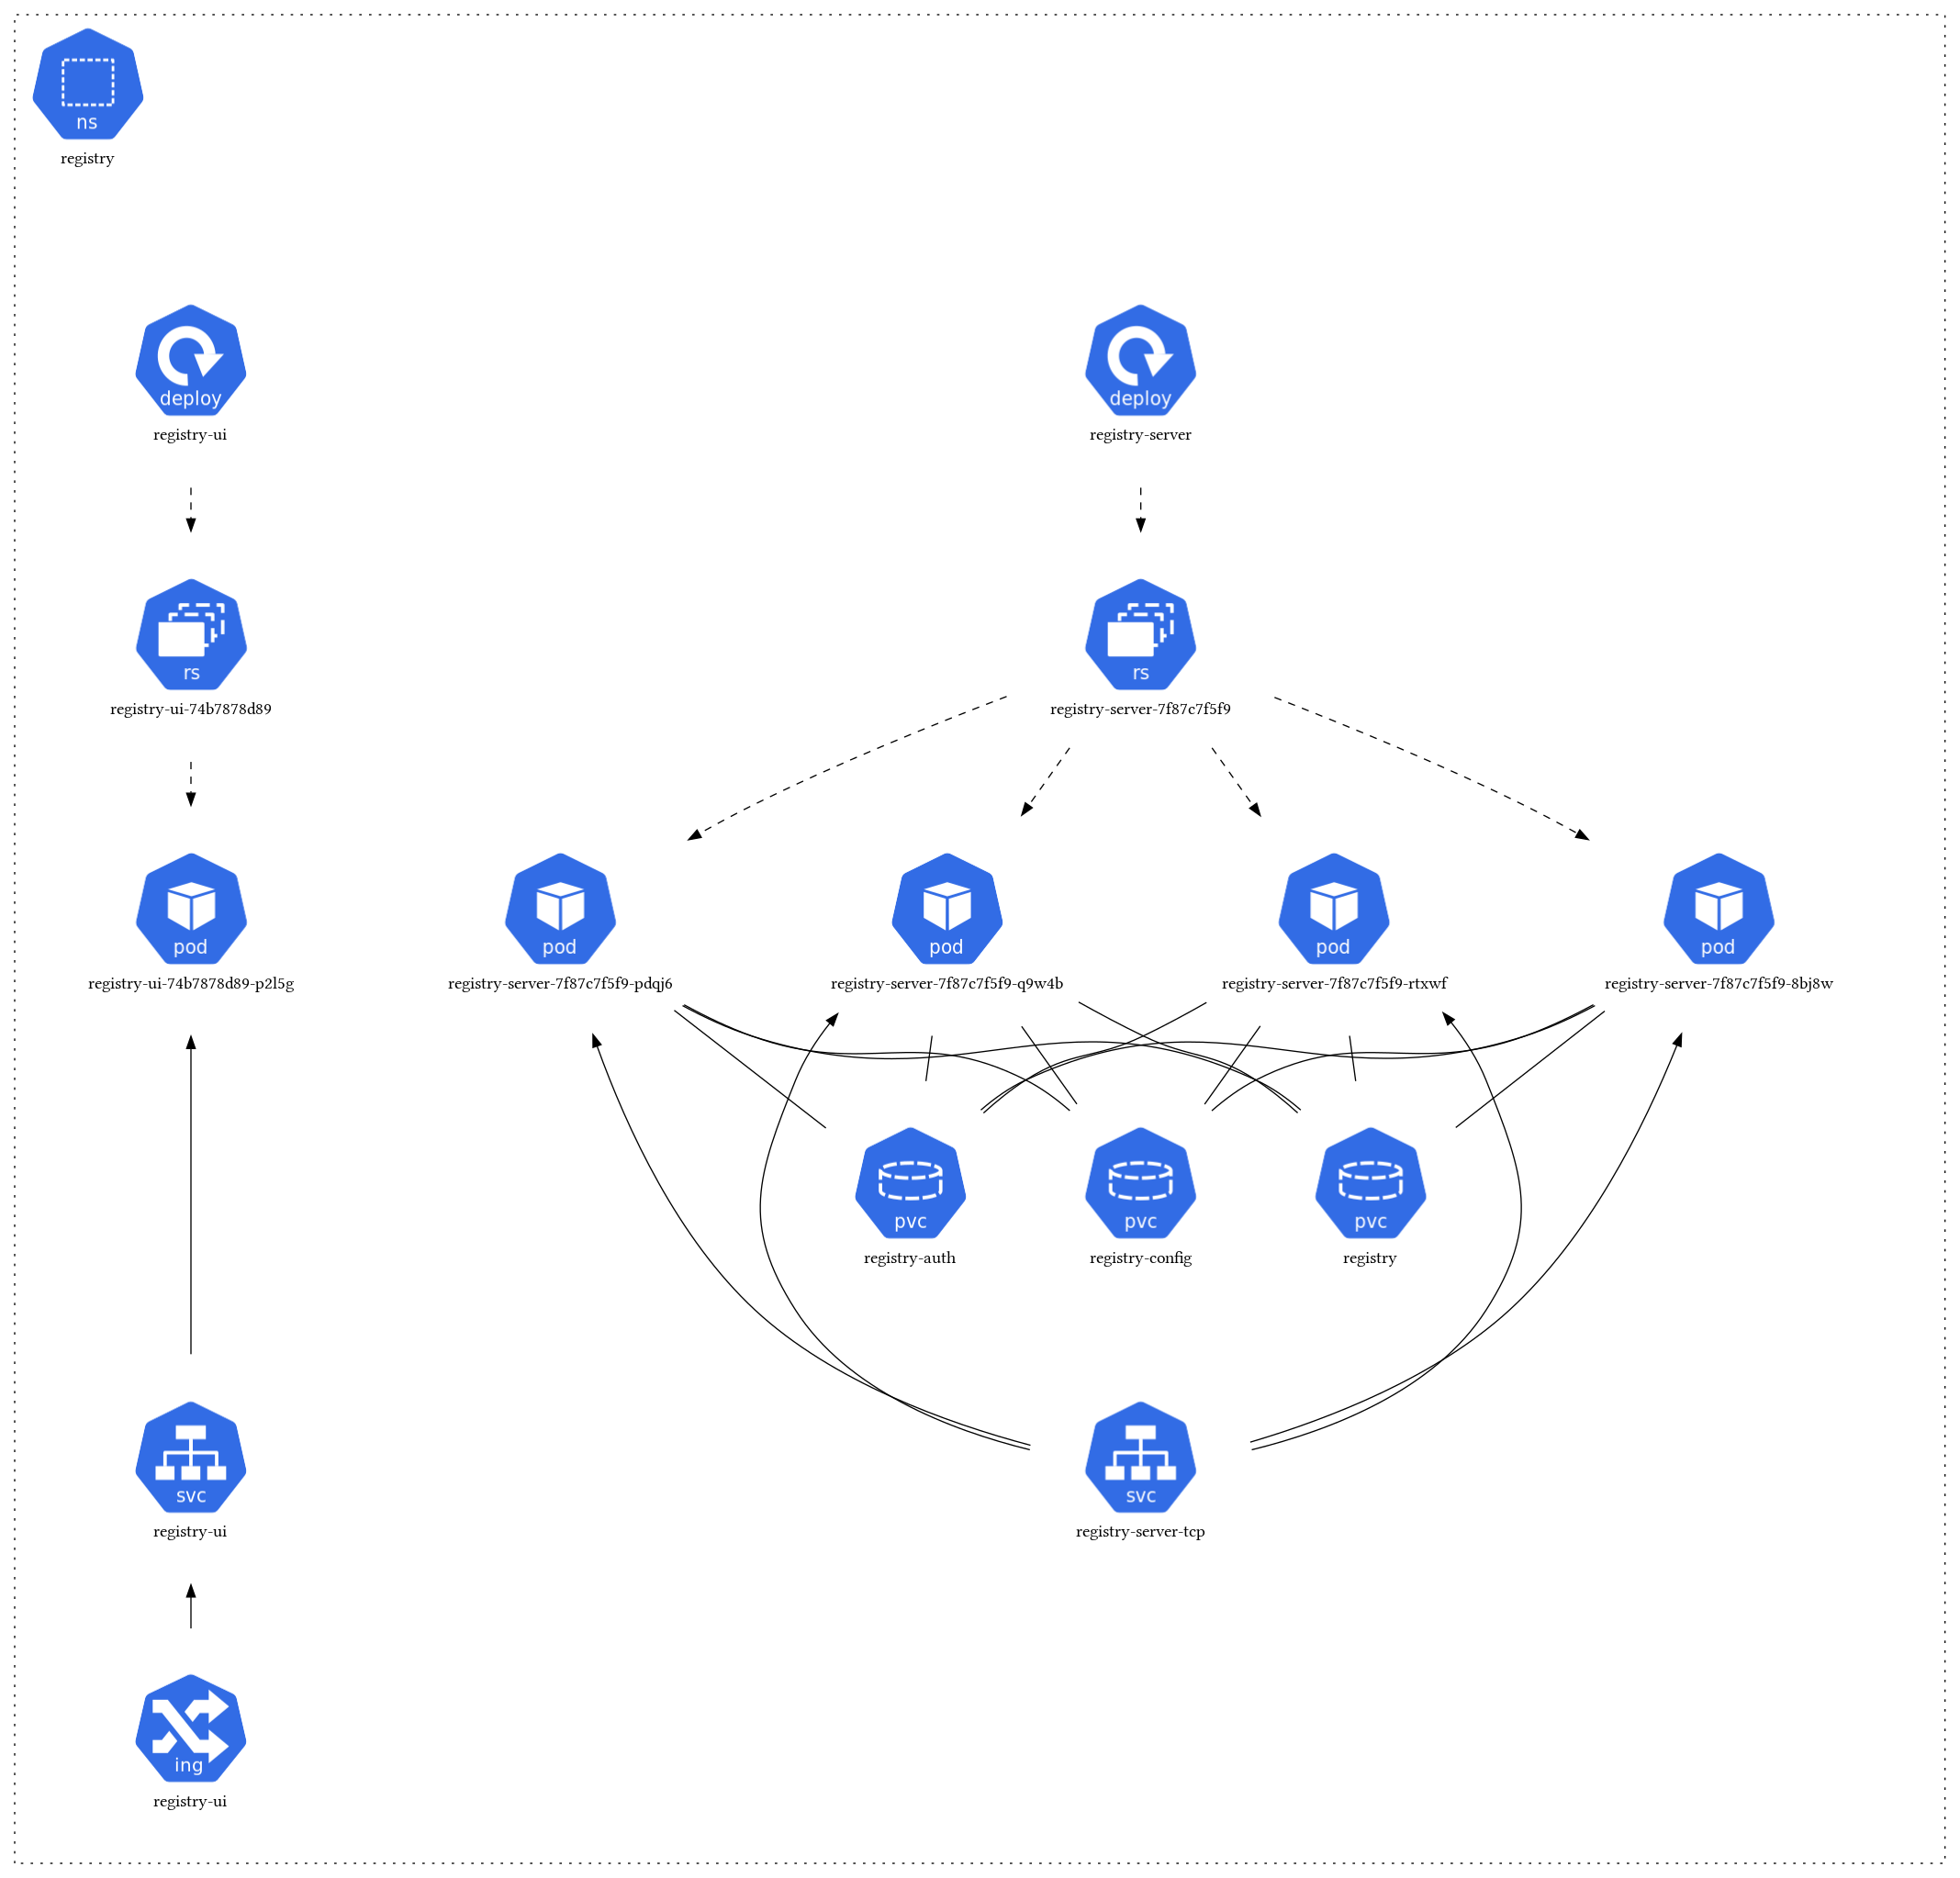 ns
registry
deploy
registry-ui
deploy
registry-server
rs
registry-ui-74b7878d89
rs
registry-server-7f87c7f5f9
pod
registry-ui-74b7878d89-p2l5g
pod
registry-server-7f87c7f5f9-pdqj6
pod
registry-server-7f87c7f5f9-q9w4b
pod
registry-server-7f87c7f5f9-rtxwf
pod
registry-server-7f87c7f5f9-8bj8w
pvc
registry-auth
pvc
registry-config
pvc
registry
svc
registry-ui
svc
registry-server-tcp
ing
registry-ui